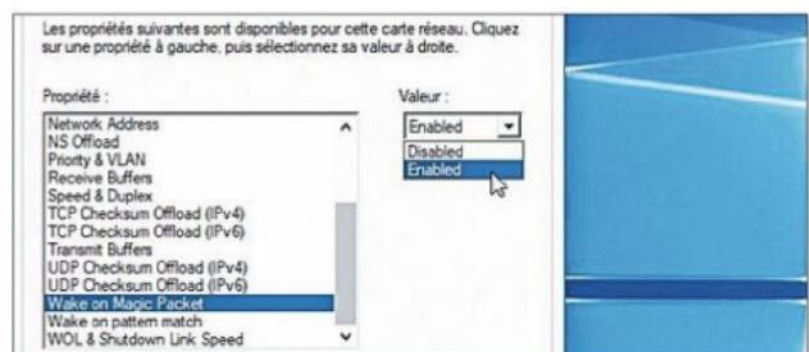 Les propriétés suivantes sont disponibles pour cette carte réseau. Cliquez
sur une propriété à gauche, puis sélectionnez sa valeur à droite.
Propriété :
Valeur :
Network Address
NS Offload
Priority & VLAN
Receive Buffers
Speed & Duplex
TCP Checksum Offload (IPv4)
TCP Checksum Offload (IPv6)
Transmit Buffers
UDP Checksum Offload (IPv4)
UDP Checksum Offload (IPv6)
Wake on Magic Packet
Wake on pattern match
WOL & Shutdown Link Speed
Enabled
Disabled
Enabled